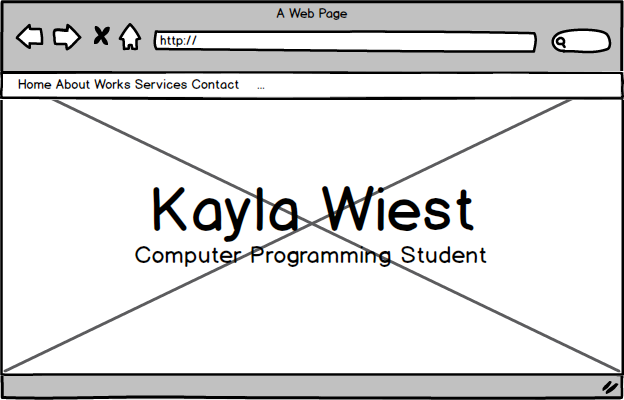 A Web Page
http://
Home About Works Services Contact ...
Kayla Wiest
Computer Programming Student